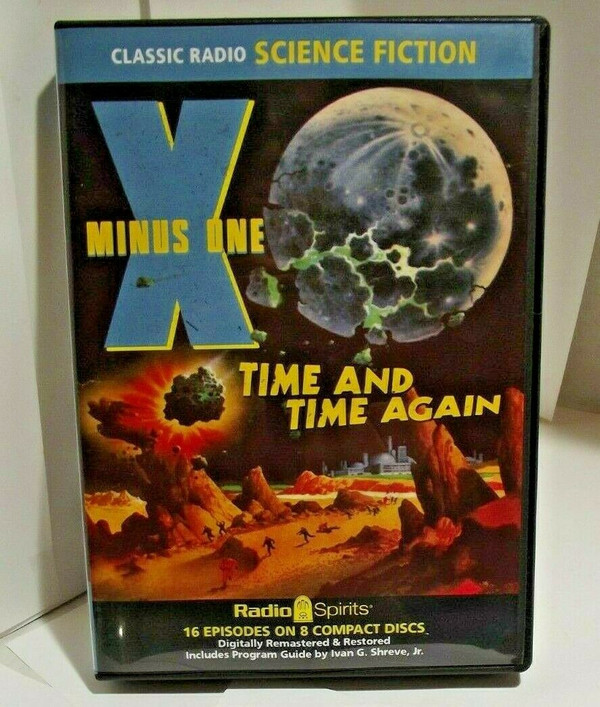 CLASSIC RADIO SCIENCE FICTION
X
MINUS ONE
TIME AND
TIME AGAIN
Radio Spirits®
16 EPISODES ON 8 COMPACT DISCS
Digitally Remastered & Restored
Includes Program Guide by Ivan G. Shreve, Jr.